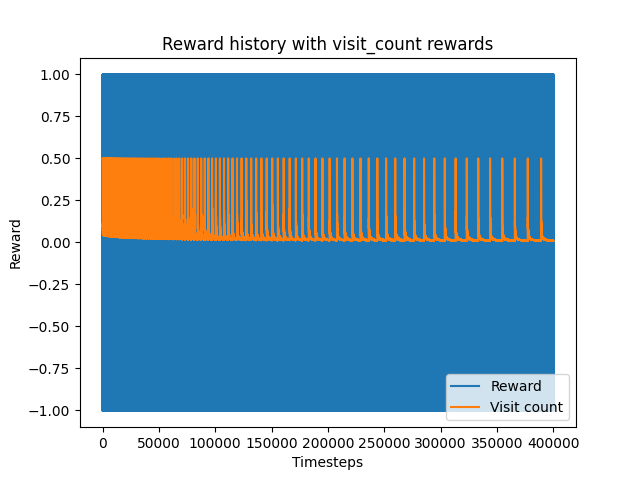 Reward history with visit_count rewards
1.00
0.75
0.50
0.25
0.00
−0.25
−0.50
−0.75
−1.00
Reward
Reward
Visit count
0 50000 100000 150000 200000 250000 300000 350000 400000
Timesteps